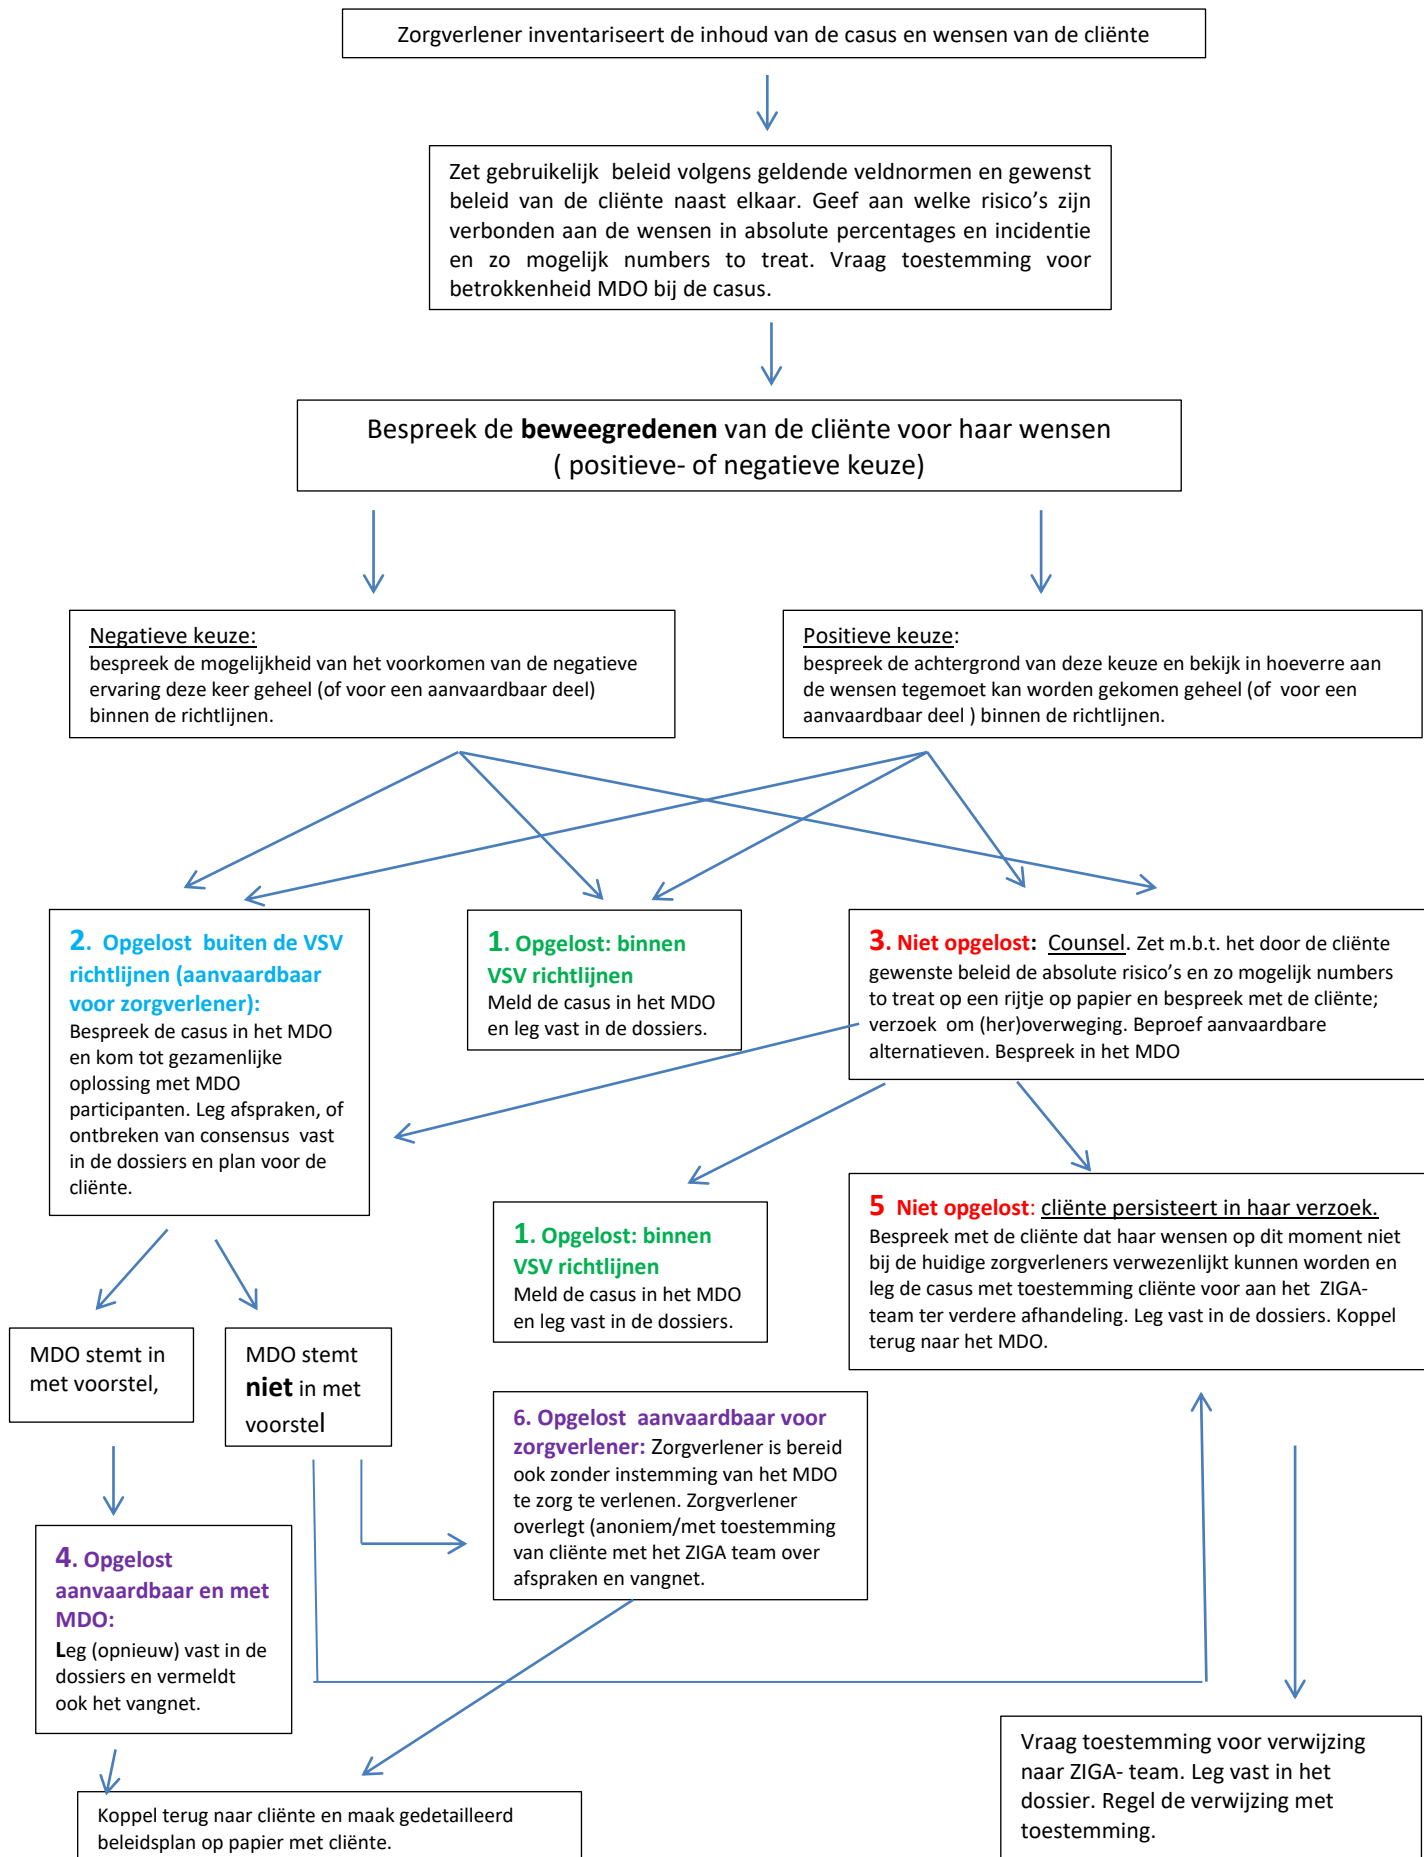 Zorgverlener inventariseert de inhoud van de casus en wensen van de cliënte
Zet gebruikelijk beleid volgens geldende veldnormen en gewenst
beleid van de cliënte naast elkaar. Geef aan welke risico's zijn
verbonden aan de wensen in absolute percentages en incidentie
en zo mogelijk numbers to treat. Vraag toestemming voor
betrokkenheid MDO bij de casus.
Bespreek de beweegredenen van de cliënte voor haar wensen
( positieve- of negatieve keuze)
Negatieve keuze:
bespreek de mogelijkheid van het voorkomen van de negatieve
ervaring deze keer geheel (of voor een aanvaardbaar deel)
binnen de richtlijnen.
Positieve keuze:
bespreek de achtergrond van deze keuze en bekijk in hoeverre aan
de wensen tegemoet kan worden gekomen geheel (of voor een
aanvaardbaar deel ) binnen de richtlijnen.
2. Opgelost buiten de VSV
richtlijnen (aanvaardbaar
voor zorgverlener):
Bespreek de casus in het MDO
en kom tot gezamenlijke
oplossing met MDO
participanten. Leg afspraken, of
ontbreken van consensus vast
in de dossiers en plan voor de
cliënte.
1. Opgelost: binnen
VSV richtlijnen
Meld de casus in het MDO
en leg vast in de dossiers.
3. Niet opgelost: Counsel. Zet m.b.t. het door de cliënte
gewenste beleid de absolute risico's en zo mogelijk numbers
to treat op een rijtje op papier en bespreek met de cliënte;
verzoek om (her)overweging. Beproef aanvaardbare
alternatieven. Bespreek in het MDO
1. Opgelost: binnen
VSV richtlijnen
Meld de casus in het MDO
en leg vast in de dossiers.
5 Niet opgelost: cliënte persisteert in haar verzoek.
Bespreek met de cliënte dat haar wensen op dit moment niet
bij de huidige zorgverleners verwezenlijkt kunnen worden en
leg de casus met toestemming cliënte voor aan het ZIGA-
team ter verdere afhandeling. Leg vast in de dossiers. Koppel
terug naar het MDO.
MDO stemt in
met voorstel,
MDO stemt
niet in met
voorstel
6. Opgelost aanvaardbaar voor
zorgverlener: Zorgverlener is bereid
ook zonder instemming van het MDO
te zorg te verlenen. Zorgverlener
overlegt (anoniem/met toestemming
van cliënte met het ZIGA team over
afspraken en vangnet.
4. Opgelost
aanvaardbaar en met
MDO:
Leg (opnieuw) vast in de
dossiers en vermeldt
ook het vangnet.
Koppel terug naar cliënte en maak gedetailleerd
beleidsplan op papier met cliënte.
Vraag toestemming voor verwijzing
naar ZIGA- team. Leg vast in het
dossier. Regel de verwijzing met
toestemming.